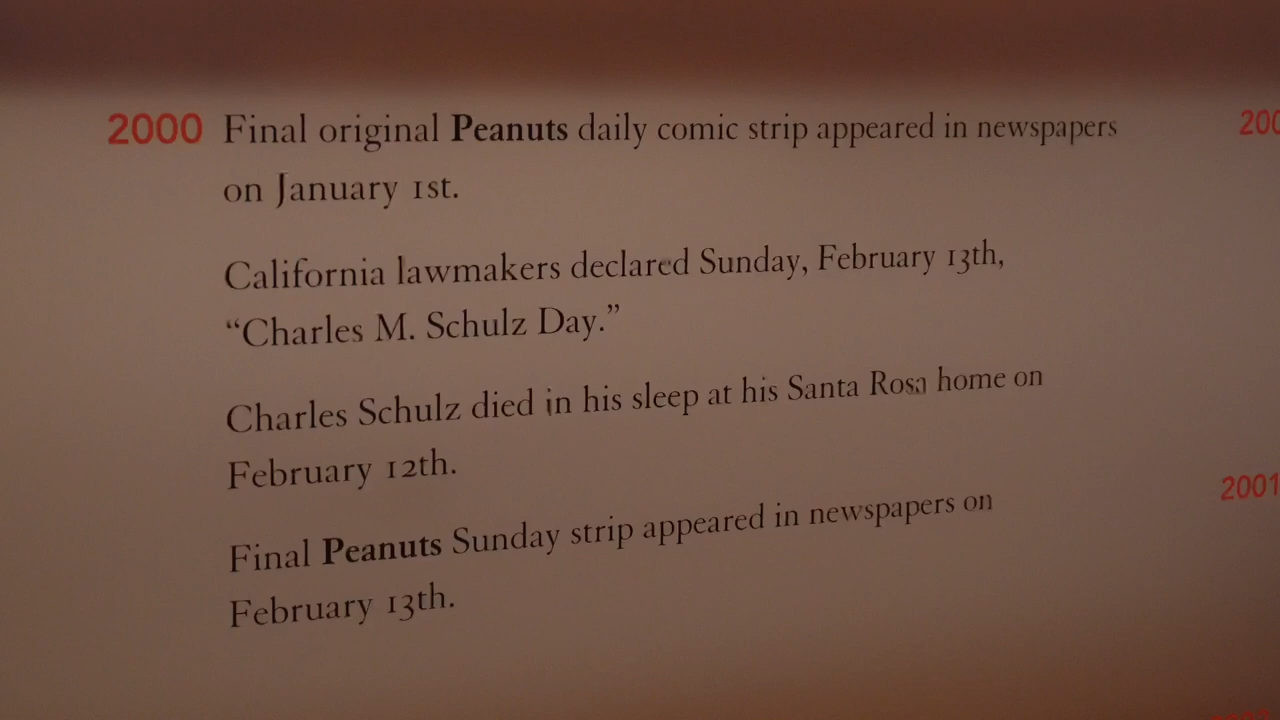 2000 Final original Peanuts daily comic strip appeared in newspapers
on January 1st.
California lawmakers declared Sunday, February 13th,
“Charles M. Schulz Day.”
Charles Schulz died in his sleep at his Santa Rosa home on
February 12th.
Final Peanuts Sunday strip appeared in newspapers on
February 13th.
2001